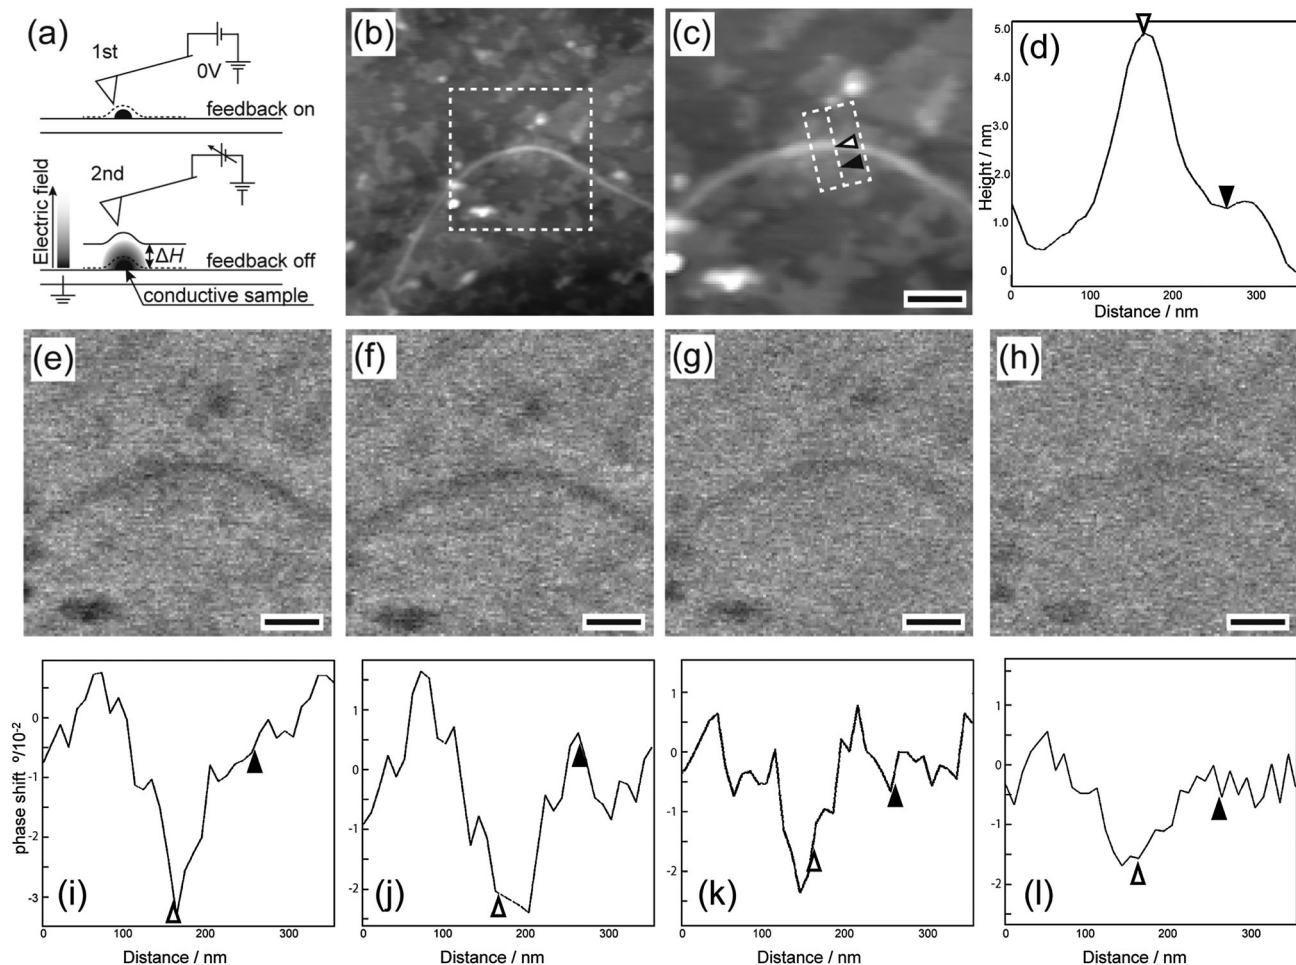 (a)
1st
0V
feedback on
2nd
Electric field
ΔH
feedback off
conductive sample
(b)
(c)
(d)
5.0
4.0
3.0
2.0
1.0
0
Height / nm
0
100
200
300
Distance / nm
(e)
(f)
(g)
(h)
(i)
0
-1
-2
-3
phase shift º/10-2
0
100
200
300
Distance / nm
(j)
1
0
-1
-2
0
100
200
300
Distance / nm
(k)
1
0
-1
-2
0
100
200
300
Distance / nm
(l)
1
0
-1
-2
0
100
200
300
Distance / nm